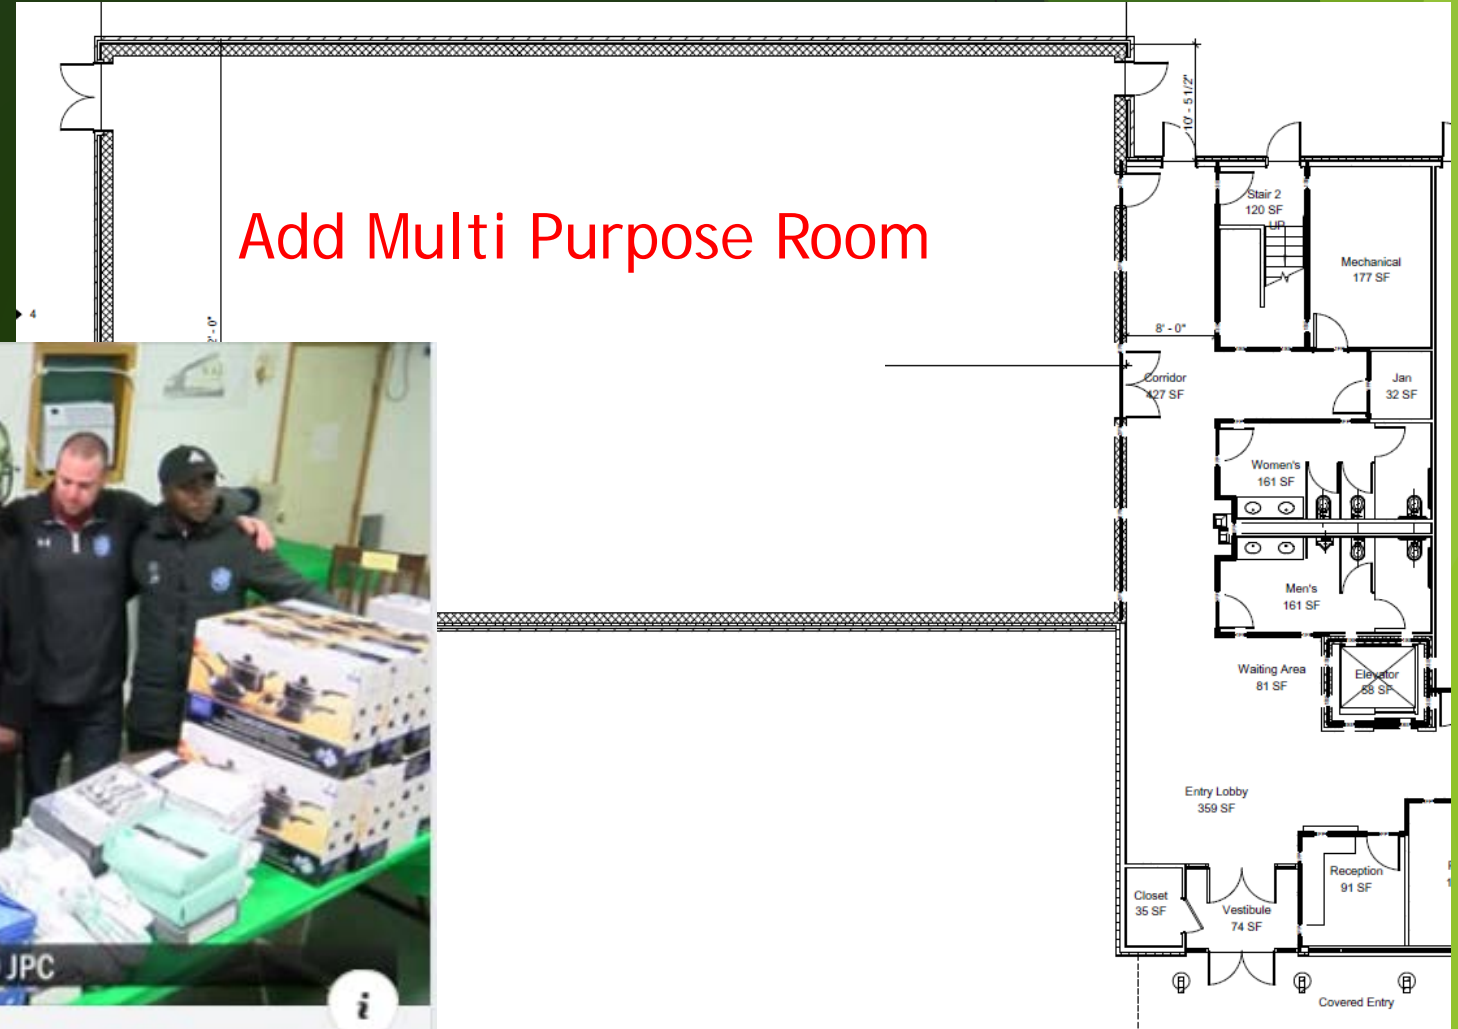 Add Multi Purpose Room
10' - 5 1/2"
Stair 2
120 SF
UP
Mechanical
177 SF
4
' - 0"
8' - 0"
Corridor
427 SF
Jan
32 SF
Women's
161 SF
Men's
161 SF
Waiting Area
81 SF
Elevator
58 SF
Entry Lobby
359 SF
Reception
91 SF
Closet
35 SF
Vestibule
74 SF
JPC
i
Covered Entry